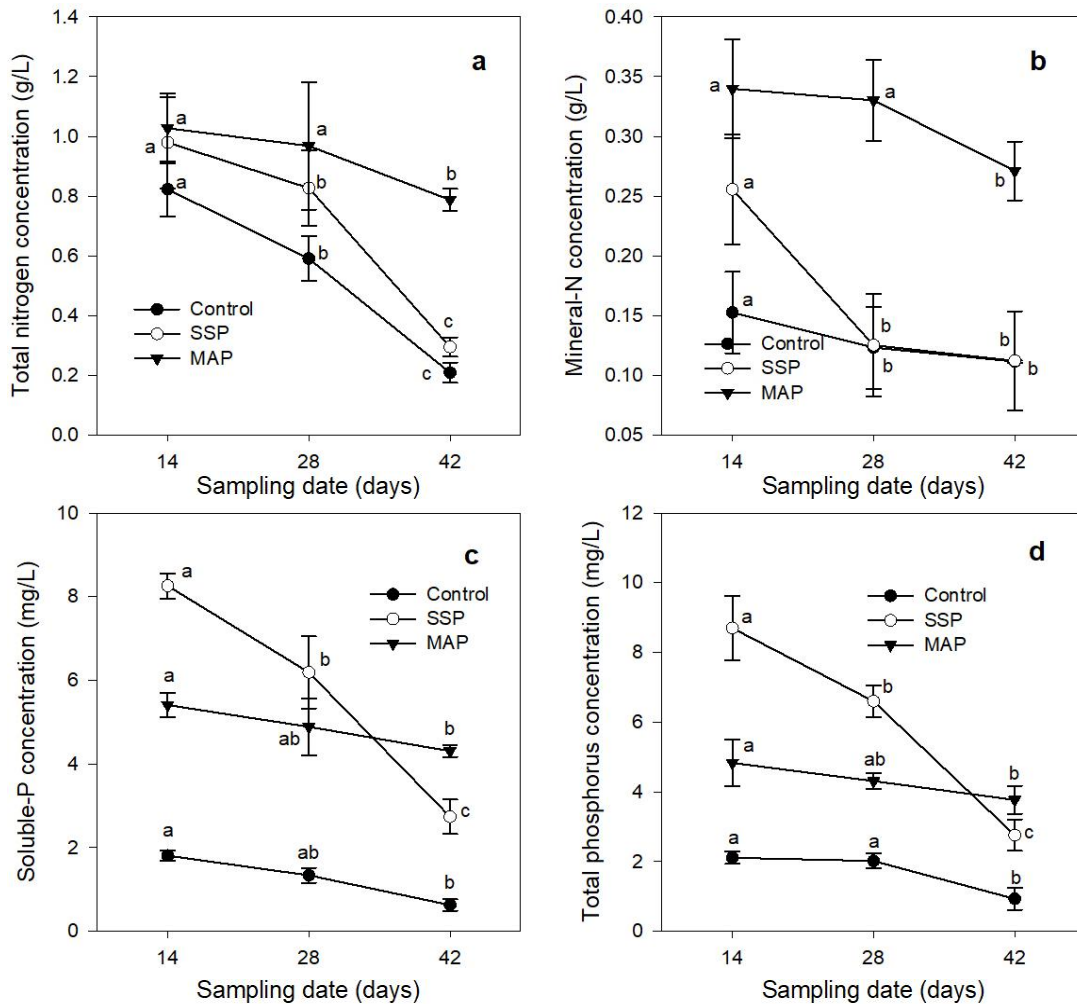 Total nitrogen concentration (g/L)
1.4
1.2
1.0
0.8
0.6
0.4
0.2
0.0
a
a
a
a
a
b
b
b
c
c
Control
SSP
MAP
14 28 42
Sampling date (days)
Mineral-N concentration (g/L)
0.40
0.35
0.30
0.25
0.20
0.15
0.10
0.05
b
a
a
b
a
a
b
b
b
b
Control
SSP
MAP
14 28 42
Sampling date (days)
Soluble-P concentration (mg/L)
10
8
6
4
2
0
c
a
b
a
ab
b
c
a
ab
b
Control
SSP
MAP
14 28 42
Sampling date (days)
Total phosphorus concentration (mg/L)
12
10
8
6
4
2
0
d
a
b
a
ab
b
c
a
a
b
Control
SSP
MAP
14 28 42
Sampling date (days)